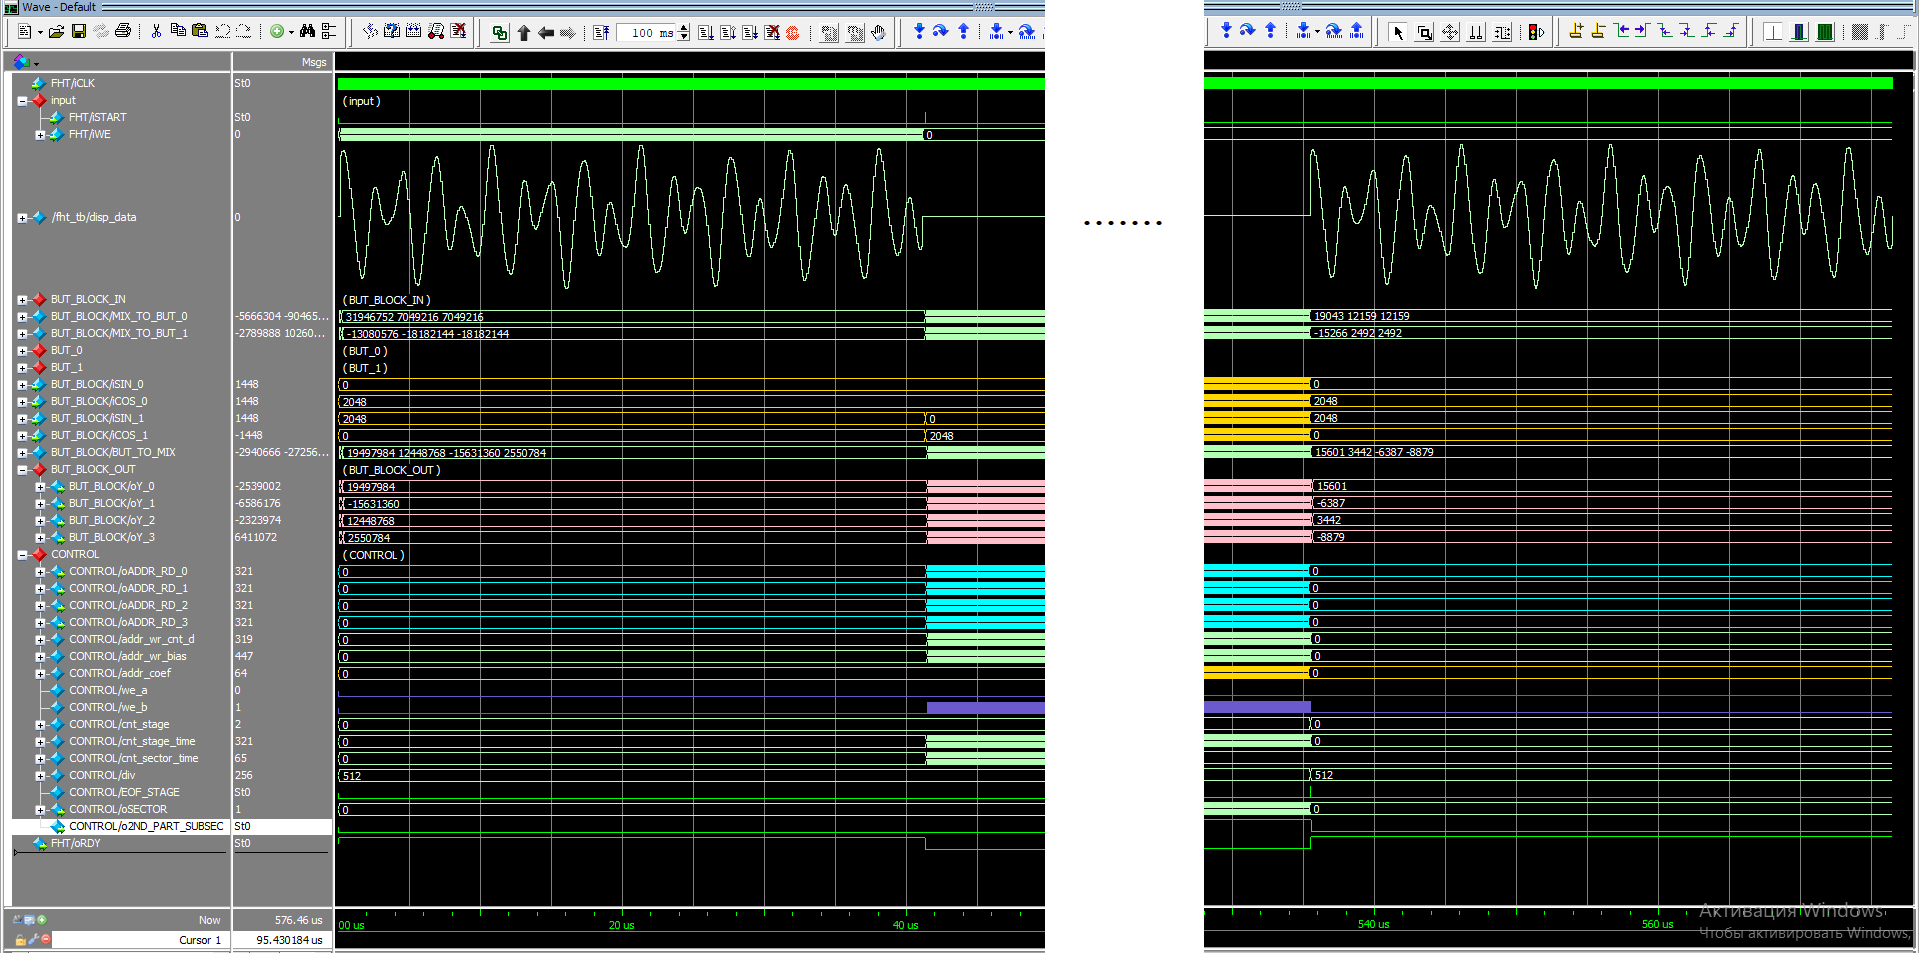 Wave - Default
100 ms
Msgs
FHT/iCLK St0
input (input)
FHT/iSTART St0
FHT/iWE 0 0
/fht_tb/disp_data 0
.......
BUT_BLOCK_IN (BUT_BLOCK_IN)
BUT_BLOCK/MIX_TO_BUT_0 -5666304 -90465... 31946752 7049216 7049216 19043 12159 12159
BUT_BLOCK/MIX_TO_BUT_1 -2789888 10260... -13080576 -18182144 -18182144 -15266 2492 2492
BUT_0 (BUT_0)
BUT_1 (BUT_1)
BUT_BLOCK/iSIN_0 1448 0 0
BUT_BLOCK/iCOS_0 1448 2048 2048
BUT_BLOCK/iSIN_1 1448 2048 0 2048
BUT_BLOCK/iCOS_1 -1448 0 2048 0
BUT_BLOCK/BUT_TO_MIX -2940666 -27256... 19497984 12448768 -15631360 2550784 15601 3442 -6387 -8879
BUT_BLOCK_OUT (BUT_BLOCK_OUT)
BUT_BLOCK/oY_0 -2539002 19497984 15601
BUT_BLOCK/oY_1 -6586176 -15631360 -6387
BUT_BLOCK/oY_2 -2323974 12448768 3442
BUT_BLOCK/oY_3 6411072 2550784 -8879
CONTROL (CONTROL)
CONTROL/oADDR_RD_0 321 0 0
CONTROL/oADDR_RD_1 321 0 0
CONTROL/oADDR_RD_2 321 0 0
CONTROL/oADDR_RD_3 321 0 0
CONTROL/addr_wr_cnt_d 319 0 0
CONTROL/addr_wr_bias 447 0 0
CONTROL/addr_coef 64 0 0
CONTROL/we_a 0
CONTROL/we_b 1
CONTROL/cnt_stage 2 0 0
CONTROL/cnt_stage_time 321 0 0
CONTROL/cnt_sector_time 65 0
CONTROL/div 256 512 512
CONTROL/EOF_STAGE St0
CONTROL/oSECTOR 1 0 0
CONTROL/o2ND_PART_SUBSEC St0
FHT/oRDY St0
Now 576.46 us
Cursor 1 95.430184 us
00 us 20 us 40 us 540 us 560 us
Активация Windows
Чтобы активировать Windows,